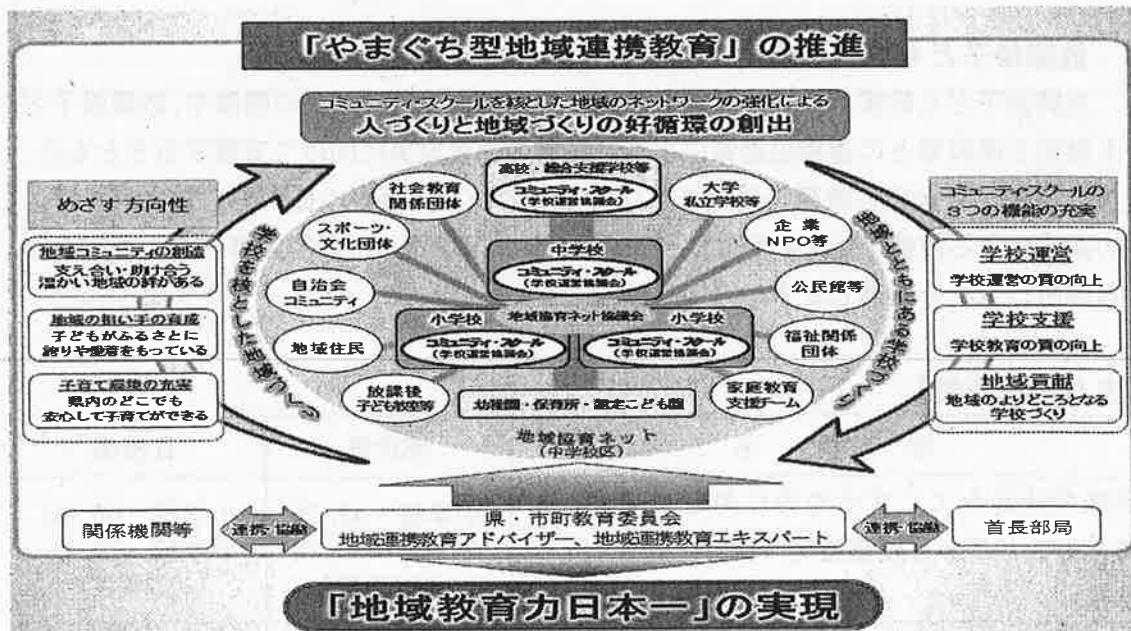 「やまぐち型地域連携教育」の推進
コミュニティ・スクールを核とした地域のネットワークの強化による
人づくりと地域づくりの好循環の創出
めざす方向性
地域コミュニティの創造
支え合い・助け合う
温かい地域の絆がある
地域の担い手の育成
子どもがふるさとに
誇りや愛着をもっている
子育て環境の充実
県内のどこでも
安心して子育てができる
高校・総合支援学校等
コミュニティ・スクール
(学校運営協議会)
社会教育
関係団体
スポーツ・
文化団体
自治会
コミュニティ
地域住民
放課後
子ども教室等
中学校
コミュニティ・スクール
(学校運営協議会)
地域協育ネット協議会
小学校
コミュニティ・スクール
(学校運営協議会)
小学校
コミュニティ・スクール
(学校運営協議会)
幼稚園・保育所・認定こども園
大学
私立学校等
企業
NPO等
公民館等
福祉関係
団体
家庭教育
支援チーム
地域とともにある学校づくり
地域協育ネット
(中学校区)
コミュニティ・スクールの
3つの機能の充実
学校運営
学校運営の質の向上
学校支援
学校教育の質の向上
地域貢献
地域のよりどころとなる
学校づくり
関係機関等
連携・協働
県・市町教育委員会
地域連携教育アドバイザー、地域連携教育エキスパート
連携・協働
首長部局
「地域教育力日本一」の実現